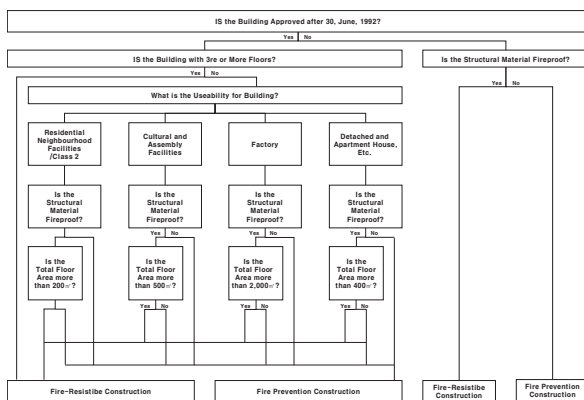 IS the Building Approved after 30, June, 1992?
Yes No
IS the Building with 3re or More Floors?
Is the Structural Material Fireproof?
Yes No
Yes No
What is the Useability for Building?
Residential
Neighbourhood
Facilities
/Class 2
Cultural and
Assembly
Facilities
Factory
Detached and
Apartment House,
Etc.
Is the
Structural
Material
Fireproof?
Is the
Structural
Material
Fireproof?
Is the
Structural
Material
Fireproof?
Is the
Structural
Material
Fireproof?
Yes No
Yes No
Yes No
Is the
Total Floor
Area more
than 200㎡?
Is the
Total Floor
Area more
than 500㎡?
Is the
Total Floor
Area more
than 2,000㎡?
Is the
Total Floor
Area more
than 400㎡?
Yes No
Yes No
Yes No
Fire-Resistibe Construction
Fire Prevention Construction
Fire-Resistibe
Construction
Fire Prevention
Construction